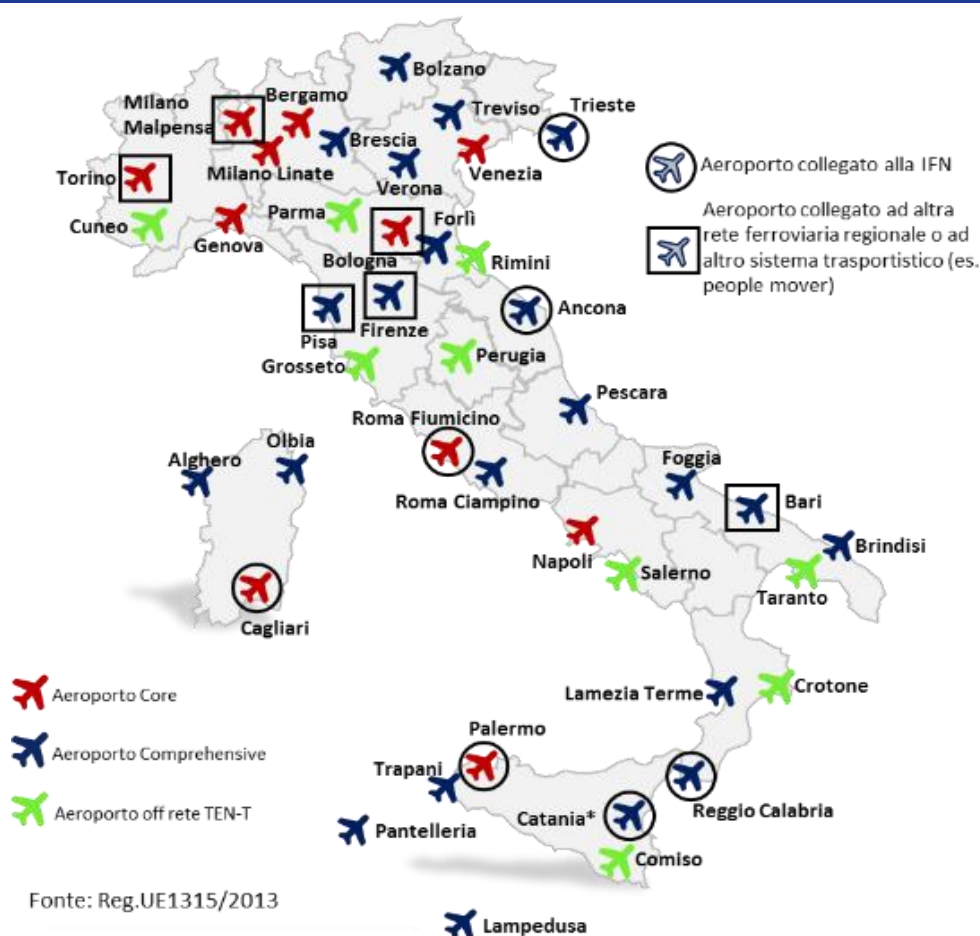 Bolzano
Bergamo
Milano
Malpensa
Treviso
Trieste
Brescia
Torino
Milano Linate
Verona
Venezia
Aeroporto collegato alla IFN
Cuneo
Parma
Forlì
Genova
Bologna
Rimini
Aeroporto collegato ad altra
rete ferroviaria regionale o ad
altro sistema trasportistico (es.
people mover)
Pisa
Firenze
Ancona
Grosseto
Perugia
Pescara
Roma Fiumicino
Olbia
Alghero
Foggia
Roma Ciampino
Bari
Napoli
Salerno
Brindisi
Taranto
Cagliari
Aeroporto Core
Lamezia Terme
Crotone
Aeroporto Comprehensive
Palermo
Trapani
Aeroporto off rete TEN-T
Catania*
Reggio Calabria
Pantelleria
Comiso
Fonte: Reg.UE1315/2013
Lampedusa